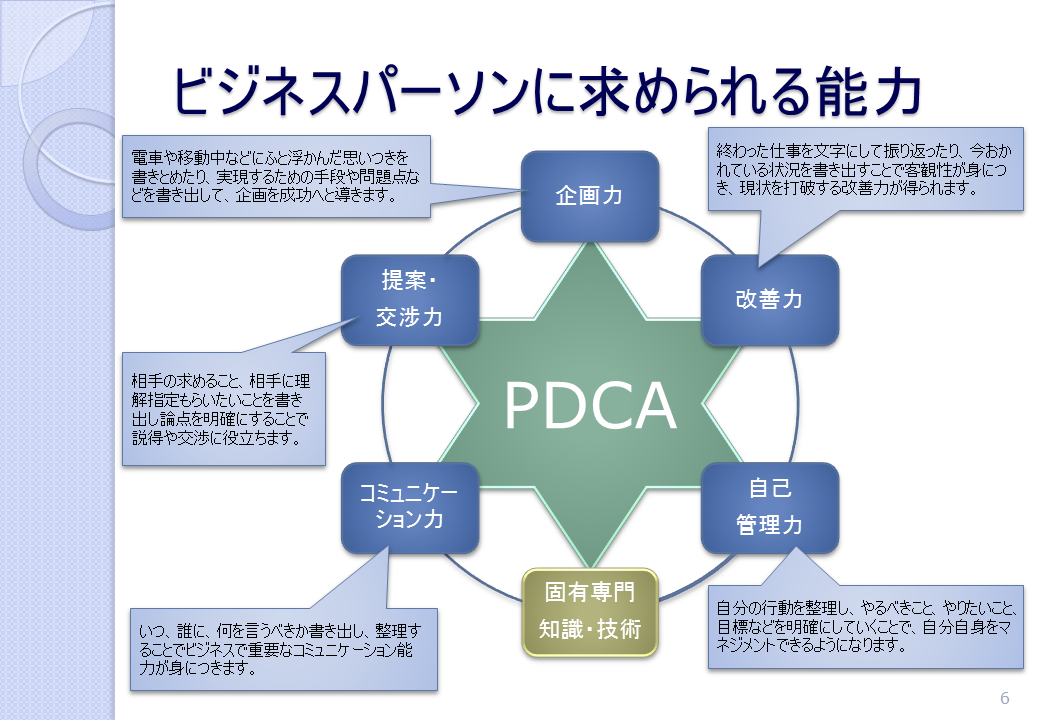 ビジネスパーソンに求められる能力
電車や移動中などにふと浮かんだ思いつきを
書きとめたり、実現するための手段や問題点な
どを書き出して、企画を成功へと導きます。
終わった仕事を文字にして振り返ったり、今おか
れている状況を書き出すことで客観性が身につ
き、現状を打破する改善力が得られます。
企画力
提案・
交渉力
改善力
相手の求めること、相手に理
解指定もらいたいことを書き
出し論点を明確にすることで
説得や交渉に役立ちます。
PDCA
コミュニケー
ション力
自己
管理力
固有専門
知識・技術
いつ、誰に、何を言うべきか書き出し、整理す
ることでビジネスで重要なコミュニケーション能
力が身につきます。
自分の行動を整理し、やるべきこと、やりたいこと、
目標などを明確にしていくことで、自分自身をマ
ネジメントできるようになります。
6